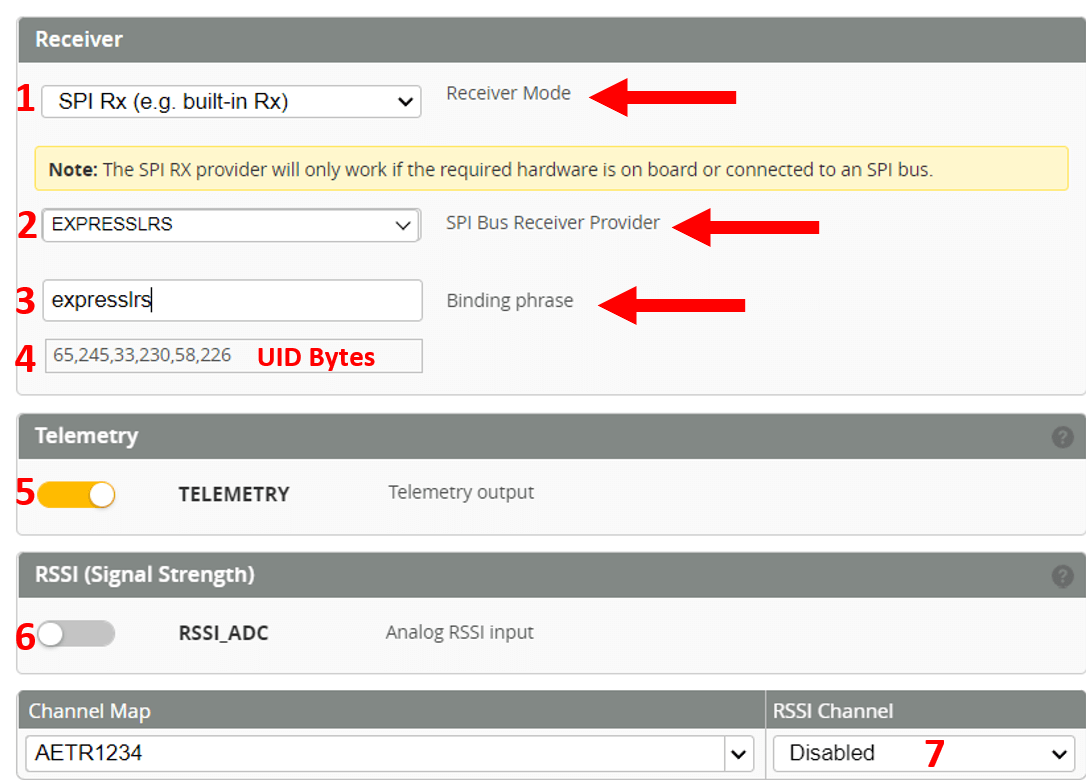 Receiver
1 SPI Rx (e.g. built-in Rx) Receiver Mode
Note: The SPI RX provider will only work if the required hardware is on board or connected to an SPI bus.
2 EXPRESSLRS SPI Bus Receiver Provider
3 expresslrs Binding phrase
4 65,245,33,230,58,226 UID Bytes
Telemetry ?
5 TELEMETRY Telemetry output
RSSI (Signal Strength) ?
6 RSSI_ADC Analog RSSI input
Channel Map RSSI Channel
AETR1234 Disabled 7